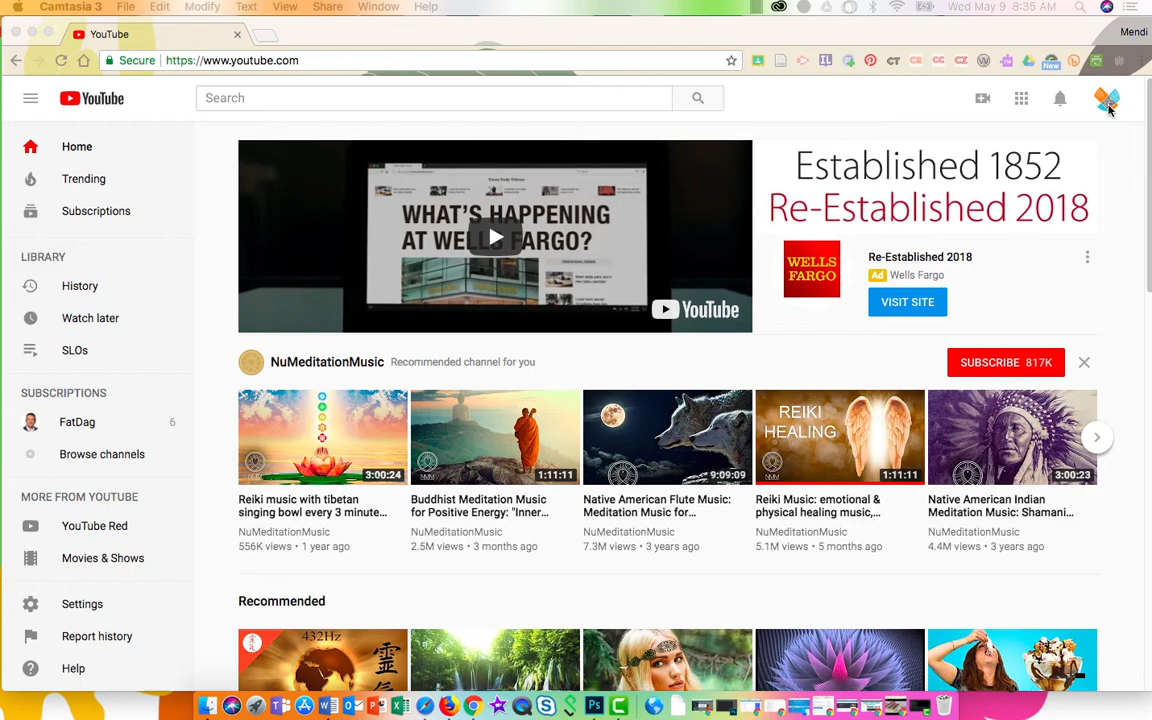 Camtasia 3 File Edit Modify Text View Share Window Help Wed May 9 8:35 AM
YouTube Mendi
Secure https://www.youtube.com
New
YouTube Search
Home
Trending
Subscriptions
LIBRARY
History
Watch later
SLOs
SUBSCRIPTIONS
FatDag 6
Browse channels
MORE FROM YOUTUBE
YouTube Red
Movies & Shows
Settings
Report history
Help
WHAT'S HAPPENING
AT WELLS FARGO?
YouTube
Established 1852
Re-Established 2018
WELLS
FARGO
Re-Established 2018
Ad Wells Fargo
VISIT SITE
NuMeditationMusic Recommended channel for you SUBSCRIBE 817K
3:00:24
Reiki music with tibetan
singing bowl every 3 minute...
NuMeditationMusic
556K views • 1 year ago
1:11:11
Buddhist Meditation Music
for Positive Energy: "Inner...
NuMeditationMusic
2.5M views • 3 months ago
9:09:09
Native American Flute Music:
Meditation Music for...
NuMeditationMusic
7.3M views • 3 years ago
REIKI
HEALING
1:11:11
Reiki Music: emotional &
physical healing music,...
NuMeditationMusic
5.1M views • 5 months ago
3:00:23
Native American Indian
Meditation Music: Shamani...
NuMeditationMusic
4.4M views • 3 years ago
Recommended
432Hz